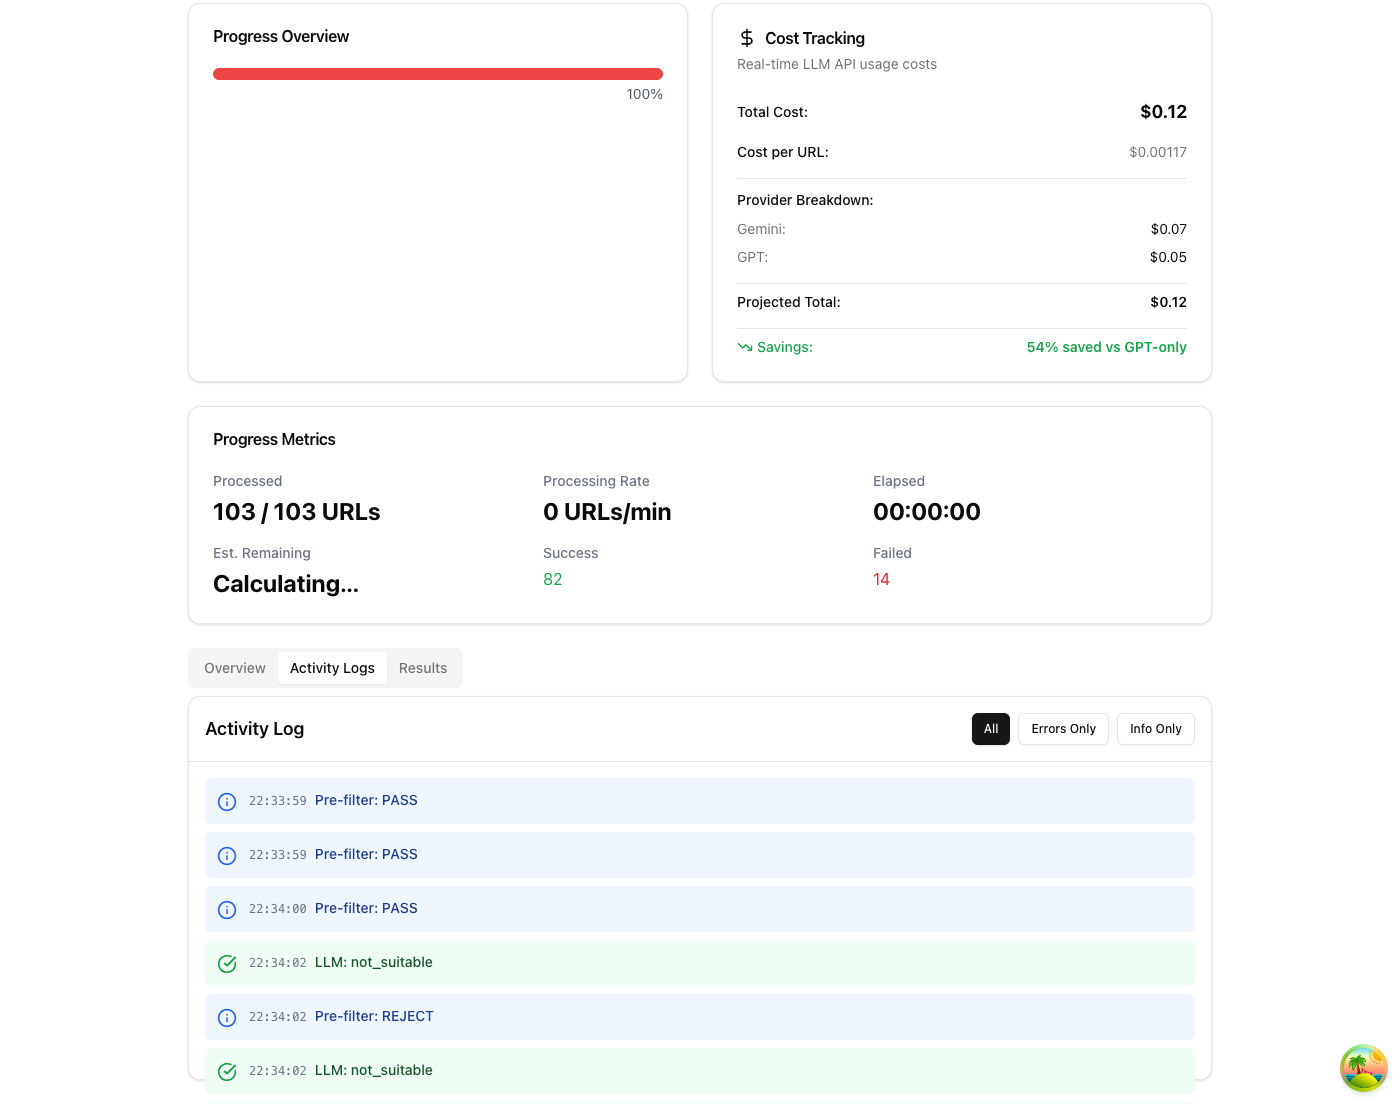 Progress Overview
100%
Cost Tracking
Real-time LLM API usage costs
Total Cost: $0.12
Cost per URL: $0.00117
Provider Breakdown:
Gemini: $0.07
GPT: $0.05
Projected Total: $0.12
Savings: 54% saved vs GPT-only
Progress Metrics
Processed Processing Rate Elapsed
103 / 103 URLs 0 URLs/min 00:00:00
Est. Remaining Success Failed
Calculating... 82 14
Overview Activity Logs Results
Activity Log All Errors Only Info Only
22:33:59 Pre-filter: PASS
22:33:59 Pre-filter: PASS
22:34:00 Pre-filter: PASS
22:34:02 LLM: not_suitable
22:34:02 Pre-filter: REJECT
22:34:02 LLM: not_suitable